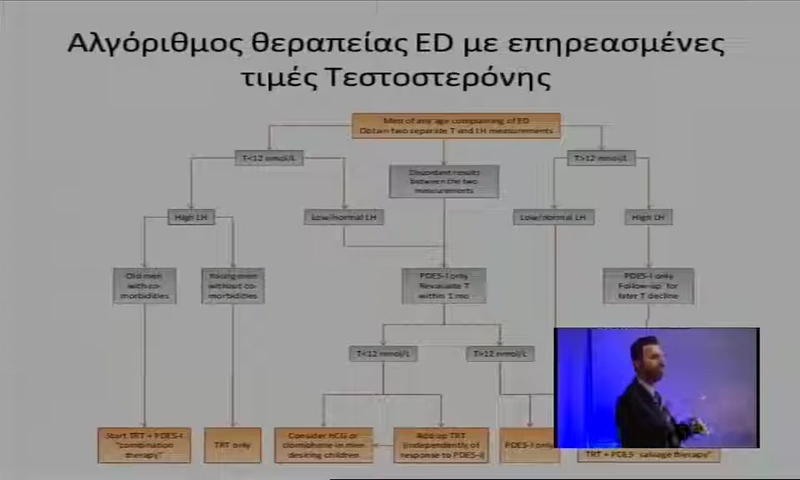 Αλγόριθμος θεραπείας ED με επηρεασμένες
τιμές Τεστοστερόνης
Men of any age complaining of ED
Obtain two separate T and LH measurements
T<12 nmol/L
Discordant results
between the two
measurements
T>12 nmol/L
High LH
Low/normal LH
Low/normal LH
High LH
Old men
with co-
morbidities
Young men
without co-
morbidities
PDE5-I only
Reevaluate T
within 1 mo
PDE5-I only
Follow-up for
later T decline
T<12 nmol/L
T>12 nmol/L
Start TRT + PDE5-I
"combination
therapy"
TRT only
Consider hCG or
clomiphene in men
desiring children
Add up TRT
(independently of
response to PDE5-I)
PDE5-I only
TRT + PDE5 "salvage therapy"